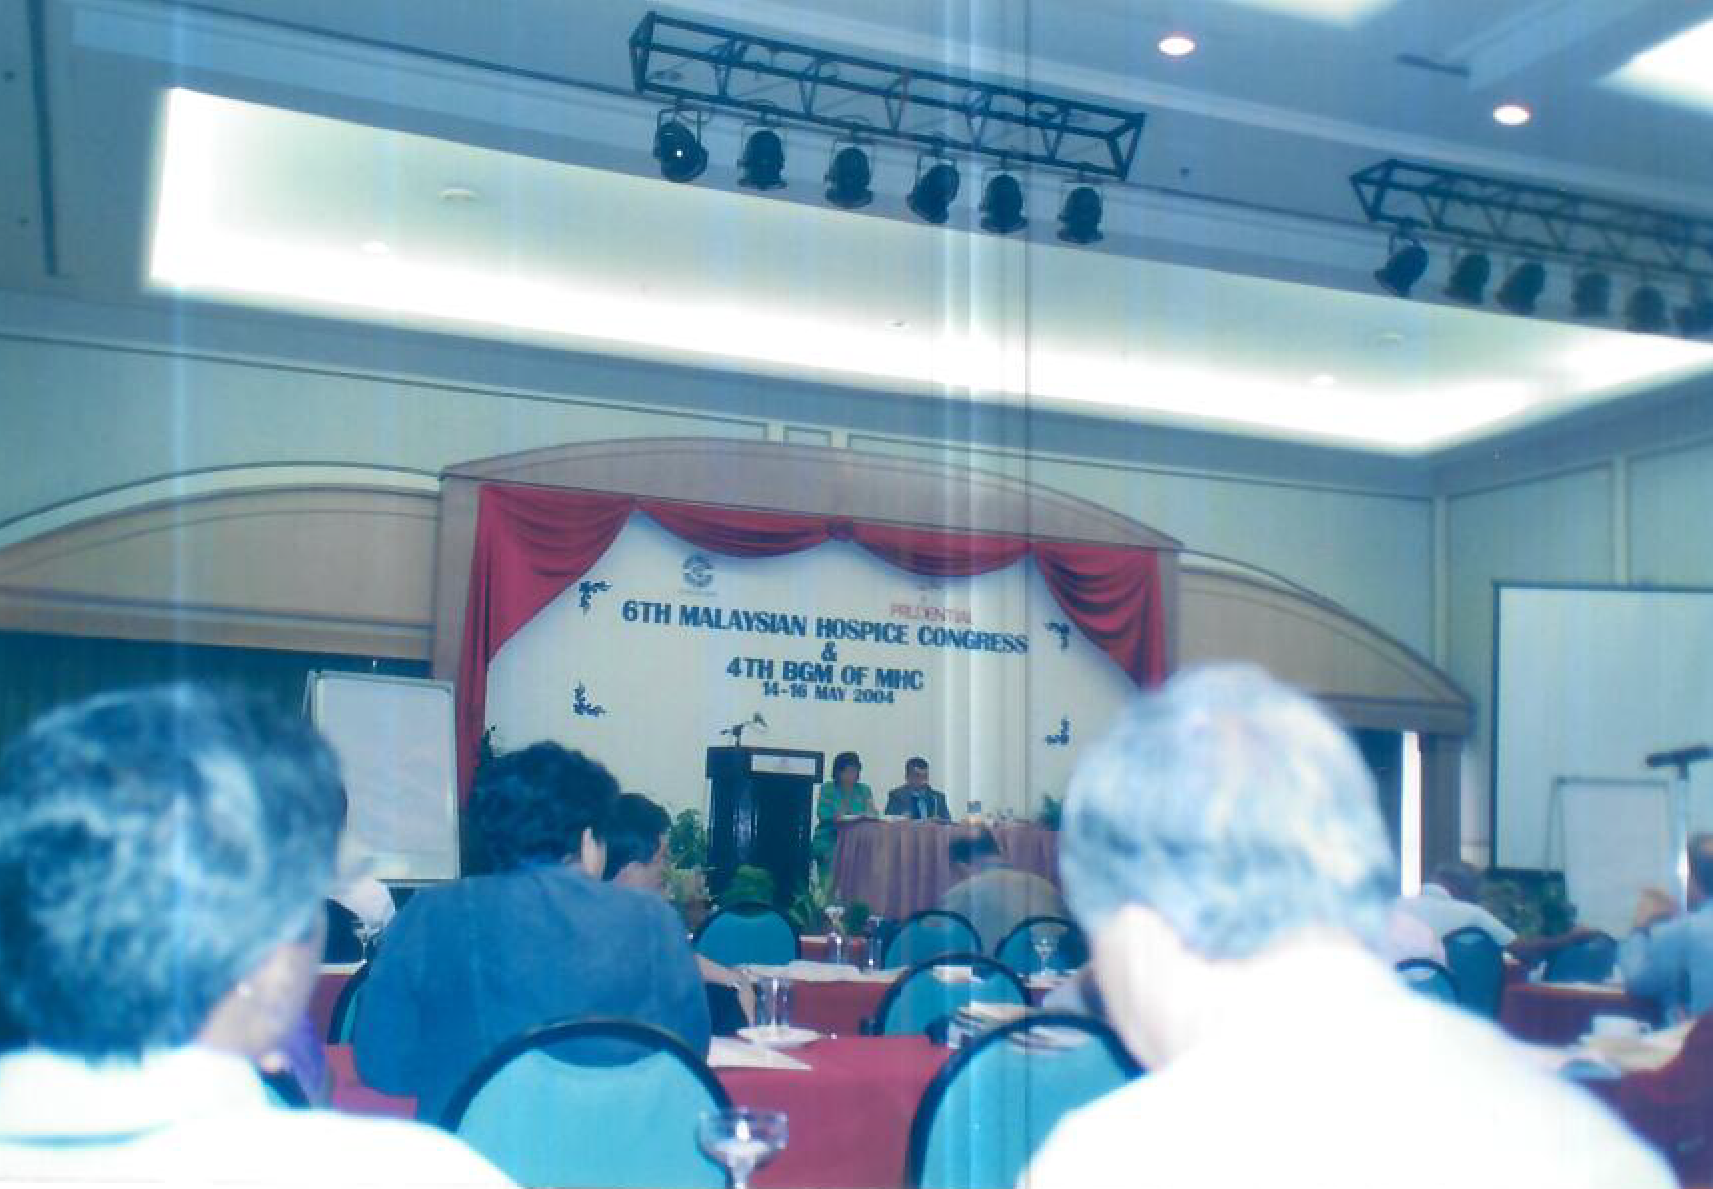 PRUDENTIAL
6TH MALAYSIAN HOSPICE CONGRESS
&
4TH BGM OF MHC
14-16 MAY 2004